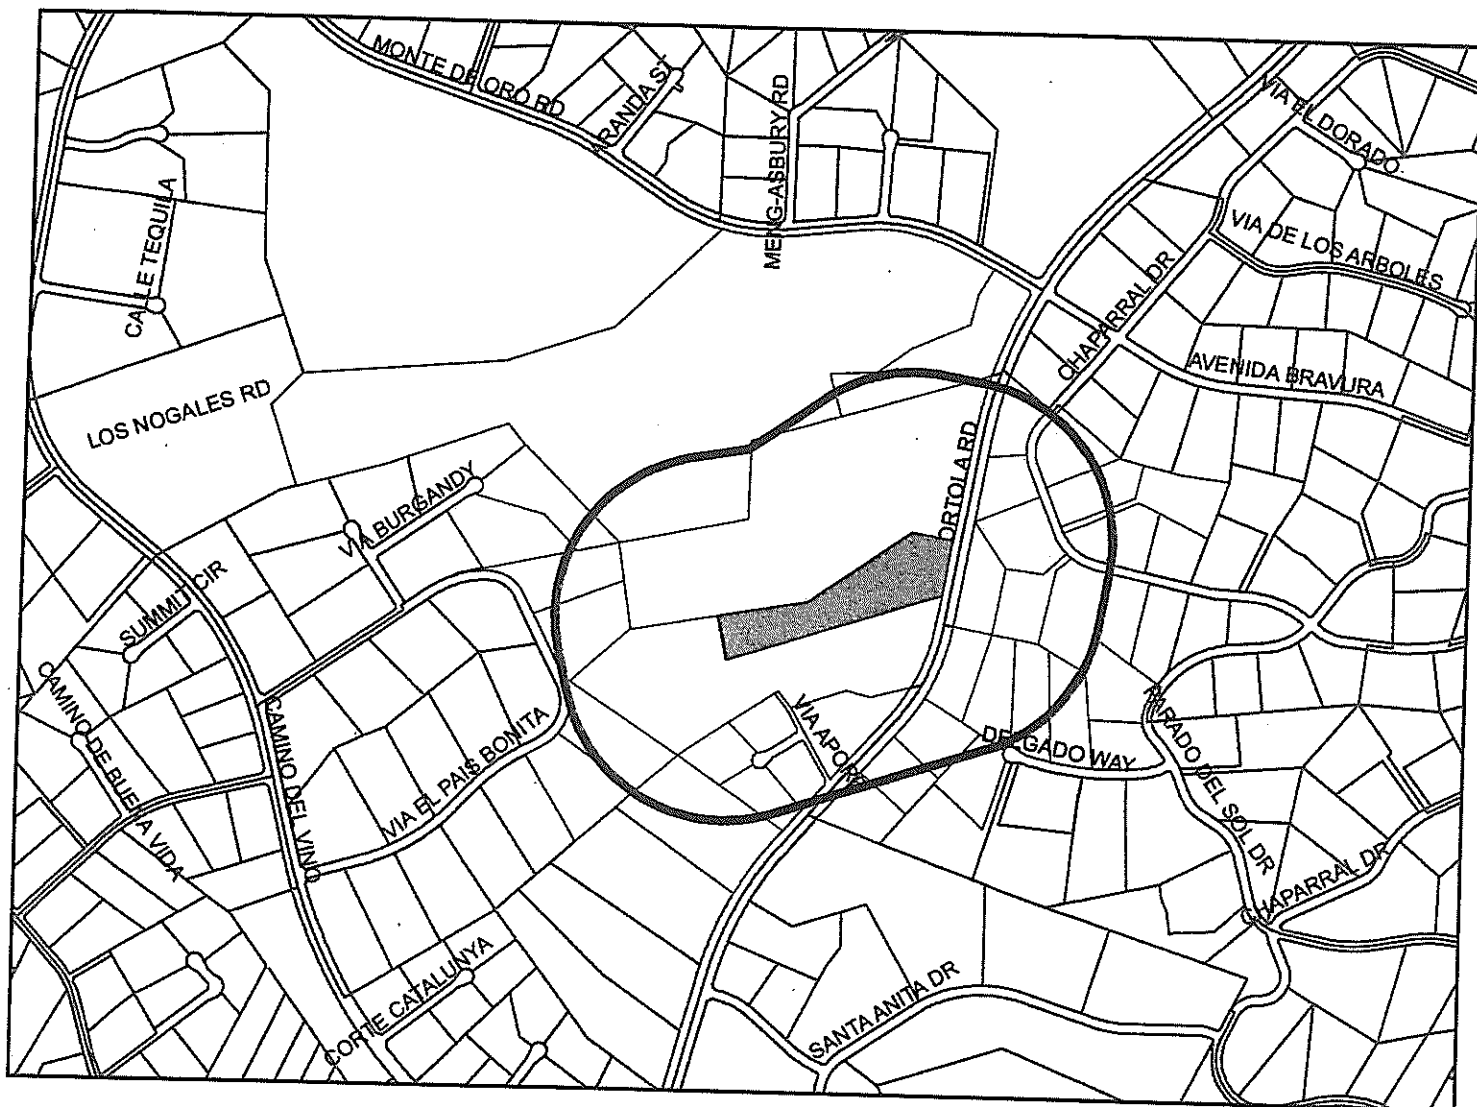 MONTE DE ORO RD
ARANDA ST
MENG-ASBURY RD
VIA EL DORADO
VIA DE LOS ARBOLES
CALLE TEQUILA
CHAPARRAL DR
AVENIDA BRAVURA
LOS NOGALES RD
ORTOLA RD
VIA BURGANDY
SUMMIT CIR
CAMINO DE BUENA VIDA
CAMINO DEL VINO
VIA EL PAIS BONITA
VIA APORO
DELGADO WAY
PARADO DEL SOL DR
CHAPARRAL DR
CORTE CATALUNYA
SANTA ANITA DR